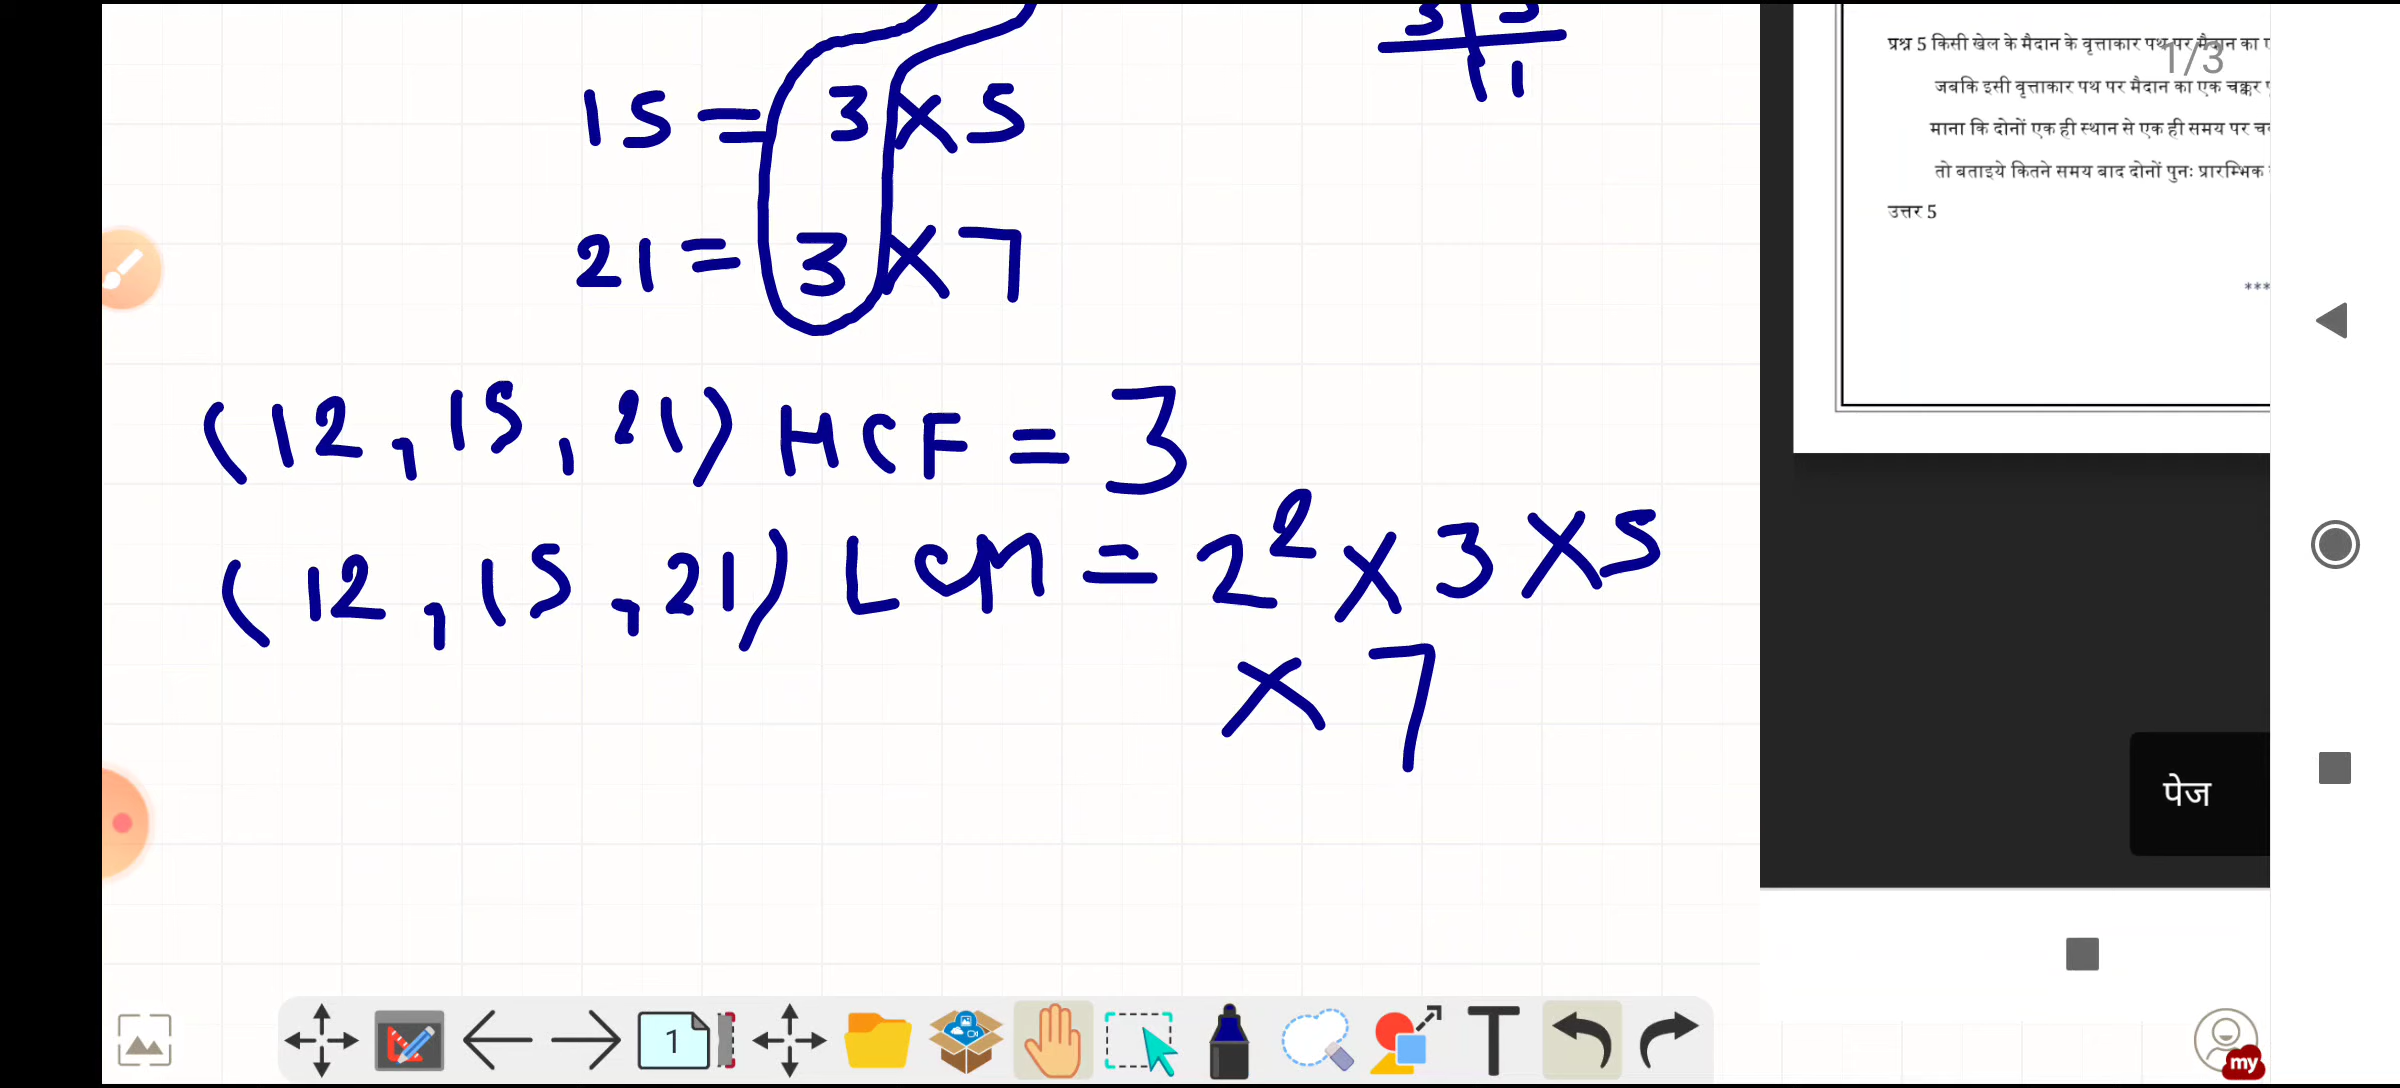 15 = 3 × 5
1
21 = 3 × 7
(12, 15, 21) HCF = 3
(12, 15, 21) LCM = 2² × 3 × 5
× 7
1/3
प्रश्न 5 किसी खेल के मैदान के वृत्ताकार पथ पर मैदान का
जबकि इसी वृत्ताकार पथ पर मैदान का एक चक्कर
माना कि दोनों एक ही स्थान से एक ही समय पर
तो बताइये कितने समय बाद दोनों पुनः प्रारम्भिक
उत्तर 5
***
पेज
1
T
my